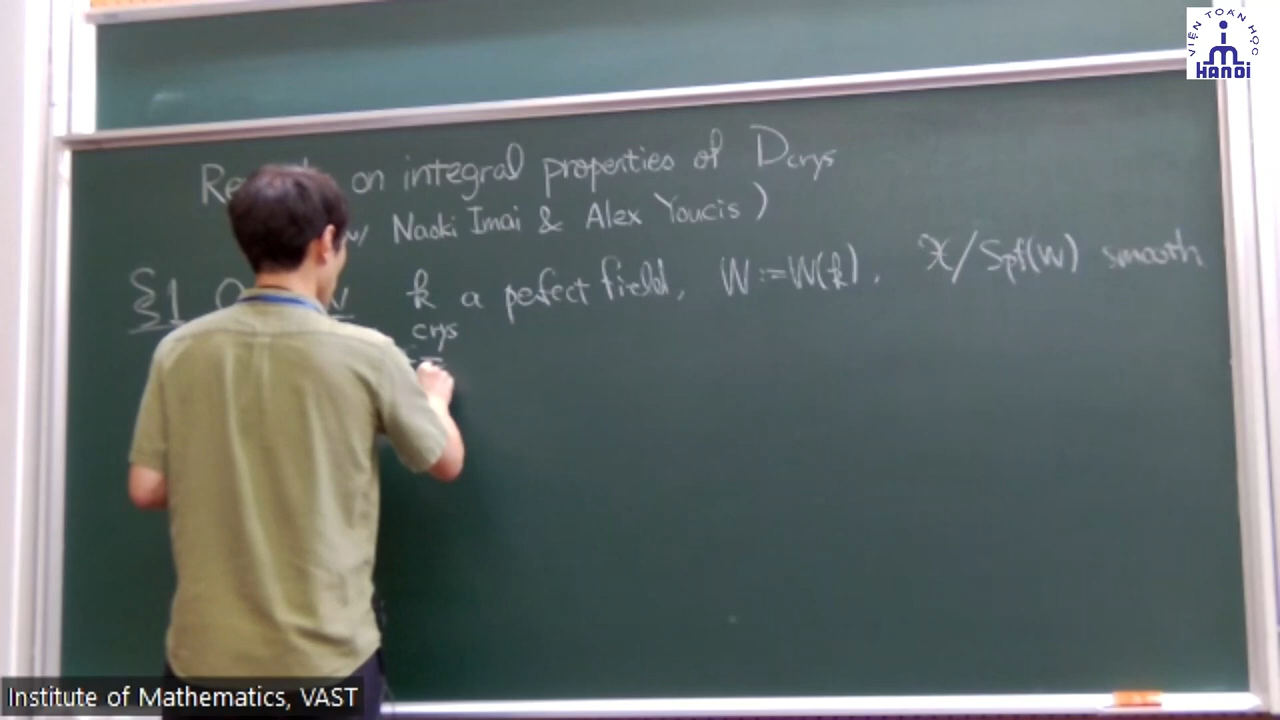 on integral properties of Dcrys
w/ Naoki Imai & Alex Youcis )
§1 k a perfect field, W := W(k). 𝔛/Spf(W) smooth
crys
VIỆN TOÁN HỌC
HANOI
Institute of Mathematics, VAST